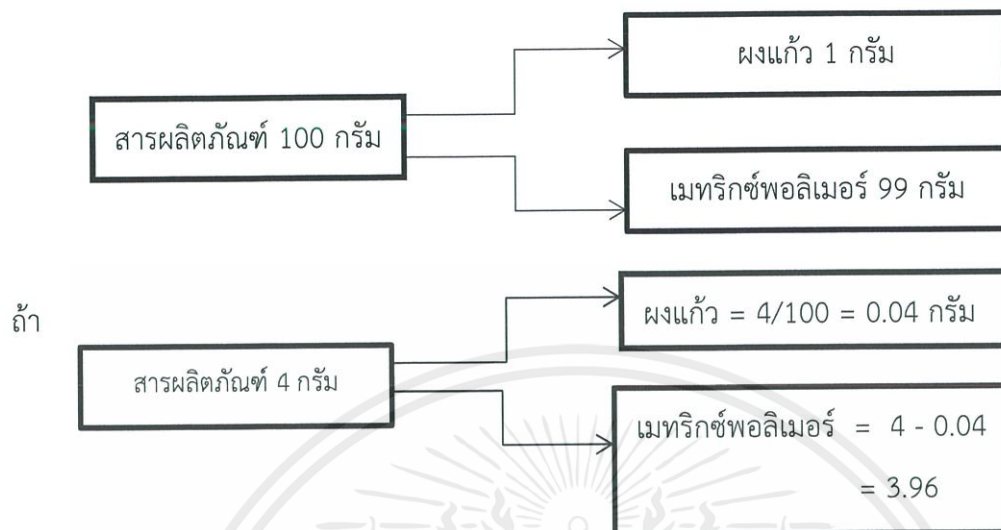 ผงแก้ว 1 กรัม
สารผลิตภัณฑ์ 100 กรัม
เมทริกซ์พอลิเมอร์ 99 กรัม
ถ้า
ผงแก้ว = 4/100 = 0.04 กรัม
สารผลิตภัณฑ์ 4 กรัม
เมทริกซ์พอลิเมอร์ = 4 - 0.04
= 3.96